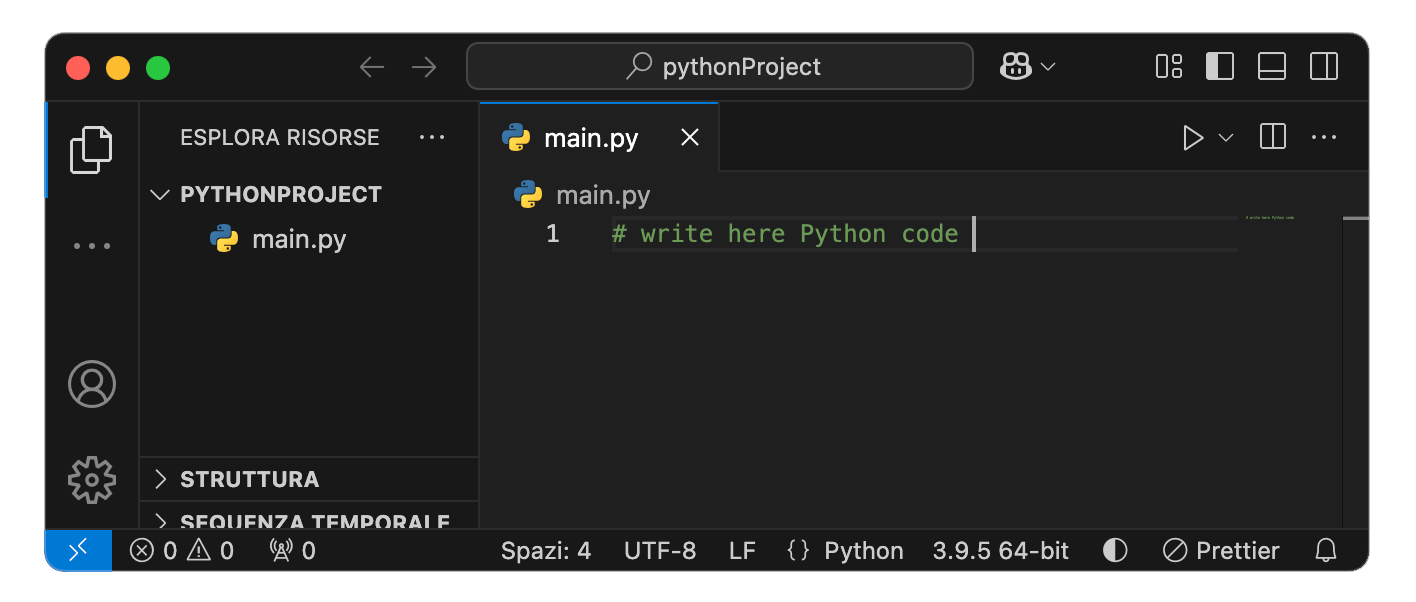 pythonProject
ESPLORA RISORSE
PYTHONPROJECT
main.py
STRUTTURA
SEQUENZA TEMPORALE
main.py
main.py
1 # write here Python code
# write here Python code
0 0 0 Spazi: 4 UTF-8 LF {} Python 3.9.5 64-bit Prettier